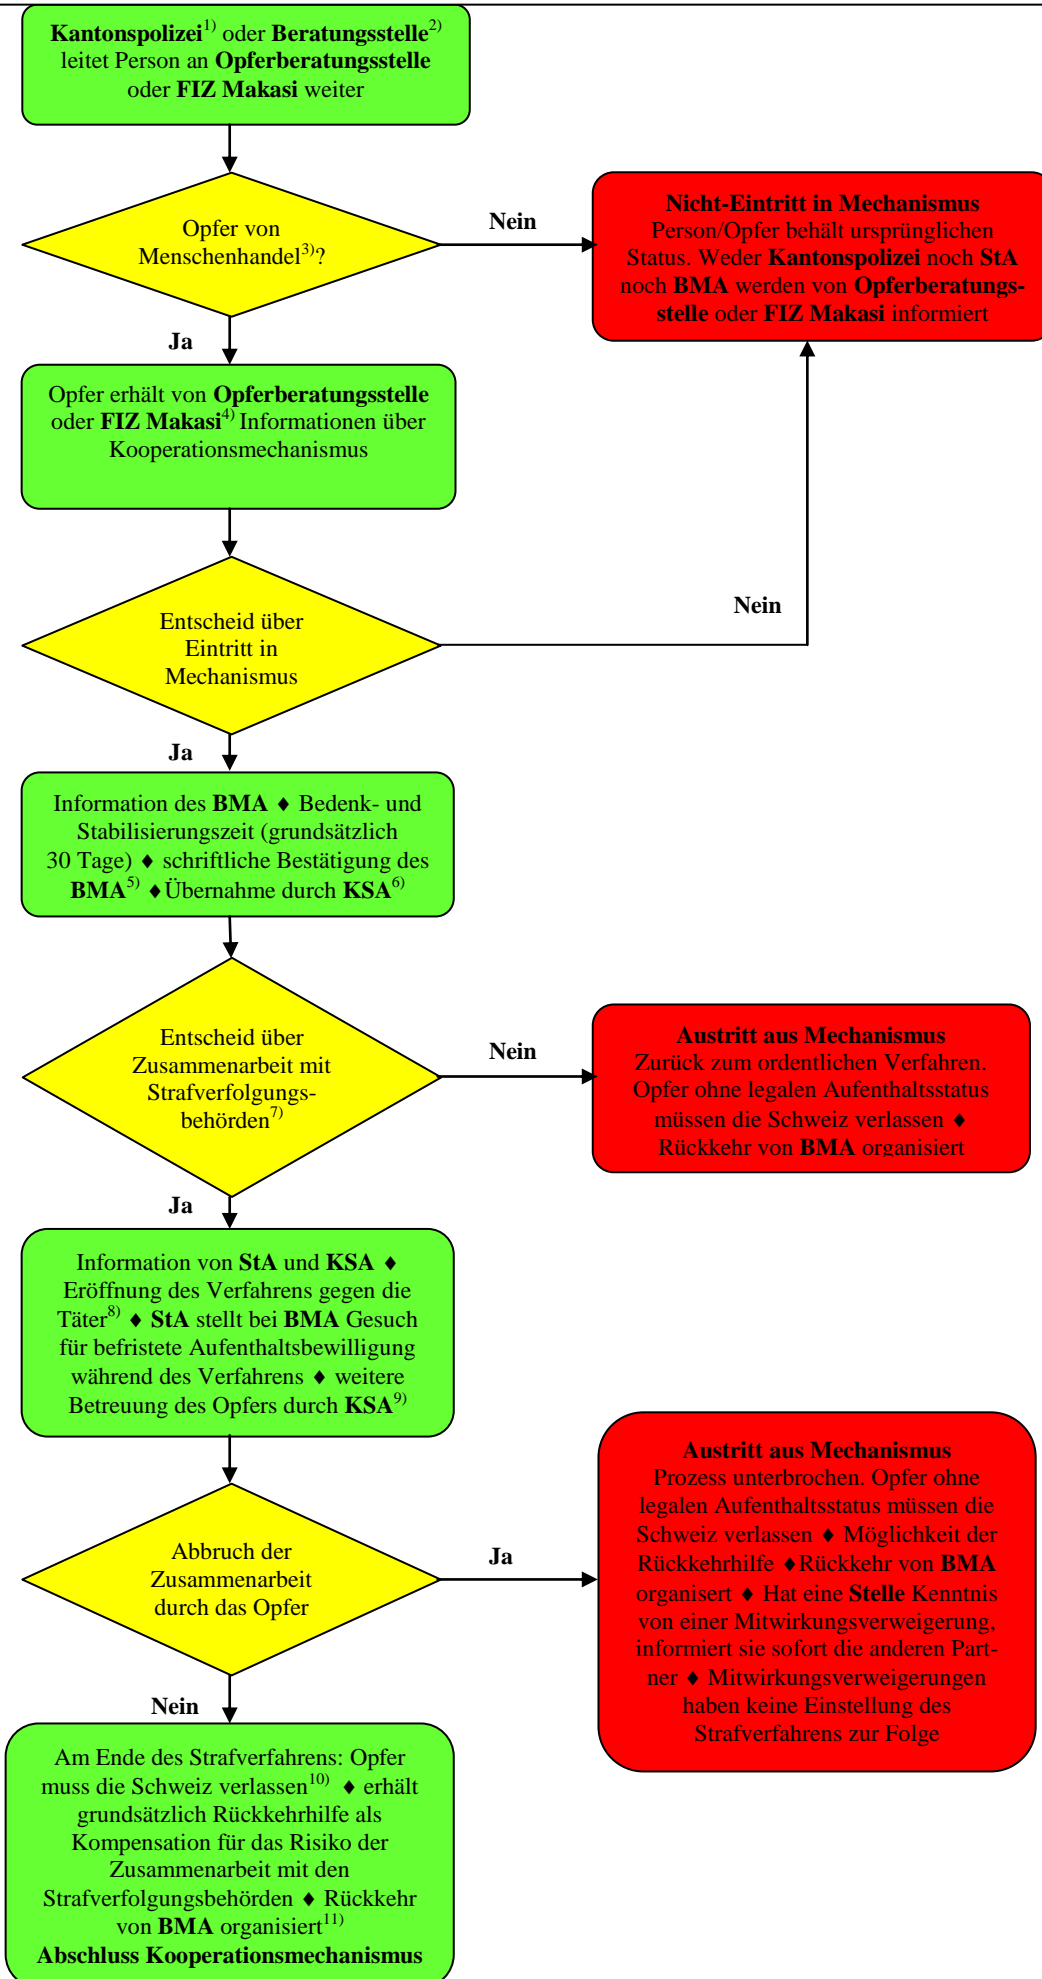 Kantonspolizei1) oder Beratungsstelle2)
leitet Person an Opferberatungsstelle
oder FIZ Makasi weiter
Opfer von
Menschenhandel3)?
Nein
Nicht-Eintritt in Mechanismus
Person/Opfer behält ursprünglichen
Status. Weder Kantonspolizei noch StA
noch BMA werden von Opferberatungs-
stelle oder FIZ Makasi informiert
Ja
Opfer erhält von Opferberatungsstelle
oder FIZ Makasi4) Informationen über
Kooperationsmechanismus
Entscheid über
Eintritt in
Mechanismus
Nein
Ja
Information des BMA ♦ Bedenk- und
Stabilisierungszeit (grundsätzlich
30 Tage) ♦ schriftliche Bestätigung des
BMA5) ♦Übernahme durch KSA6)
Entscheid über
Zusammenarbeit mit
Strafverfolgungs-
behörden7)
Nein
Austritt aus Mechanismus
Zurück zum ordentlichen Verfahren.
Opfer ohne legalen Aufenthaltsstatus
müssen die Schweiz verlassen ♦
Rückkehr von BMA organisiert
Ja
Information von StA und KSA ♦
Eröffnung des Verfahrens gegen die
Täter8) ♦ StA stellt bei BMA Gesuch
für befristete Aufenthaltsbewilligung
während des Verfahrens ♦ weitere
Betreuung des Opfers durch KSA9)
Abbruch der
Zusammenarbeit
durch das Opfer
Ja
Austritt aus Mechanismus
Prozess unterbrochen. Opfer ohne
legalen Aufenthaltsstatus müssen die
Schweiz verlassen ♦ Möglichkeit der
Rückkehrhilfe ♦Rückkehr von BMA
organisert ♦ Hat eine Stelle Kenntnis
von einer Mitwirkungsverweigerung,
informiert sie sofort die anderen Part-
ner ♦ Mitwirkungsverweigerungen
haben keine Einstellung des
Strafverfahrens zur Folge
Nein
Am Ende des Strafverfahrens: Opfer
muss die Schweiz verlassen10) ♦ erhält
grundsätzlich Rückkehrhilfe als
Kompensation für das Risiko der
Zusammenarbeit mit den
Strafverfolgungsbehörden ♦ Rückkehr
von BMA organisiert11)
Abschluss Kooperationsmechanismus